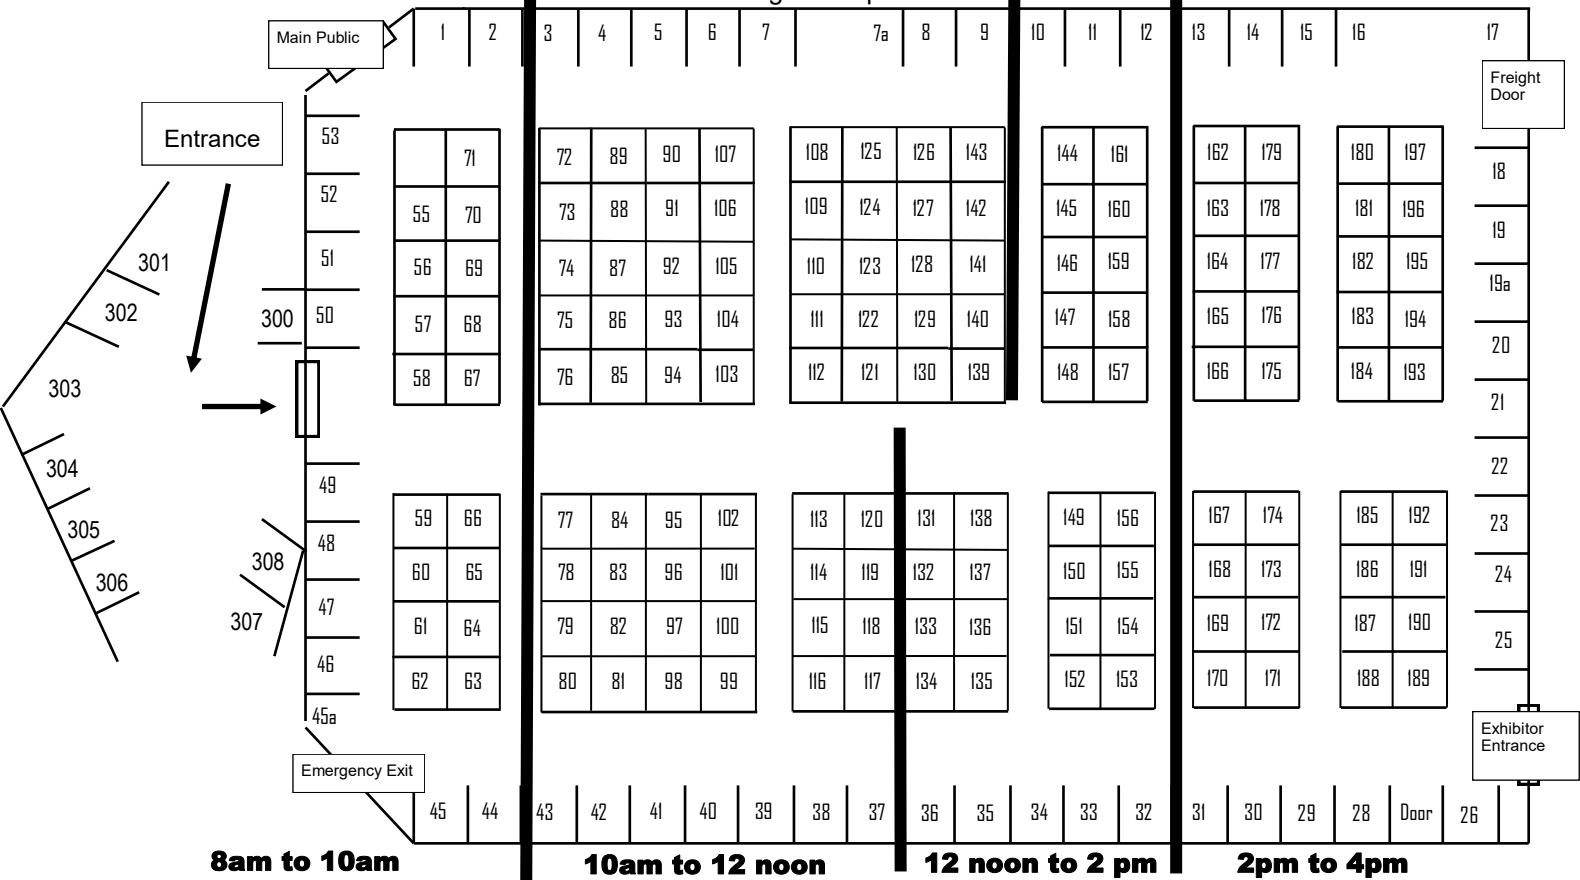 Main Public
1 2 3 4 5 6 7 7a 8 9 10 11 12 13 14 15 16 17
Freight
Door
Entrance
53
71 72 89 90 107 108 125 126 143 144 161 162 179 180 197
18
52
55 70 73 88 91 106 109 124 127 142 145 160 163 178 181 196
19
301
51
56 69 74 87 92 105 110 123 128 141 146 159 164 177 182 195
19a
302
300 50
57 68 75 86 93 104 111 122 129 140 147 158 165 176 183 194
20
303
58 67 76 85 94 103 112 121 130 139 148 157 166 175 184 193
21
304
49
22
59 66 77 84 95 102 113 120 131 138 149 156 167 174 185 192
23
305
48
308
60 65 78 83 96 101 114 119 132 137 150 155 168 173 186 191
24
306
47
307
61 64 79 82 97 100 115 118 133 136 151 154 169 172 187 190
25
46
62 63 80 81 98 99 116 117 134 135 152 153 170 171 188 189
45a
Exhibitor
Entrance
Emergency Exit
45 44 43 42 41 40 39 38 37 36 35 34 33 32 31 30 29 28 Door 26
8am to 10am 10am to 12 noon 12 noon to 2 pm 2pm to 4pm